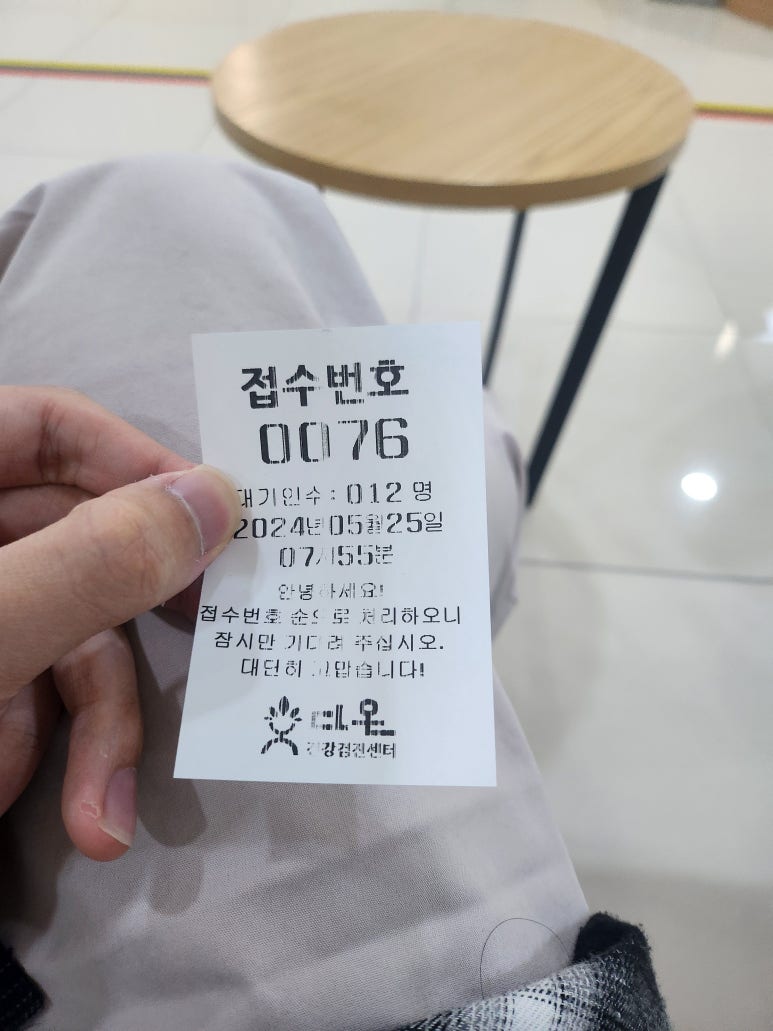 접수번호
0076
대기인수 : 012 명
2024년 05월 25일
07시 55분
안녕하세요!
접수번호 순으로 처리하오니
잠시만 기다려 주십시오.
대단히 고맙습니다!
건강검진센터